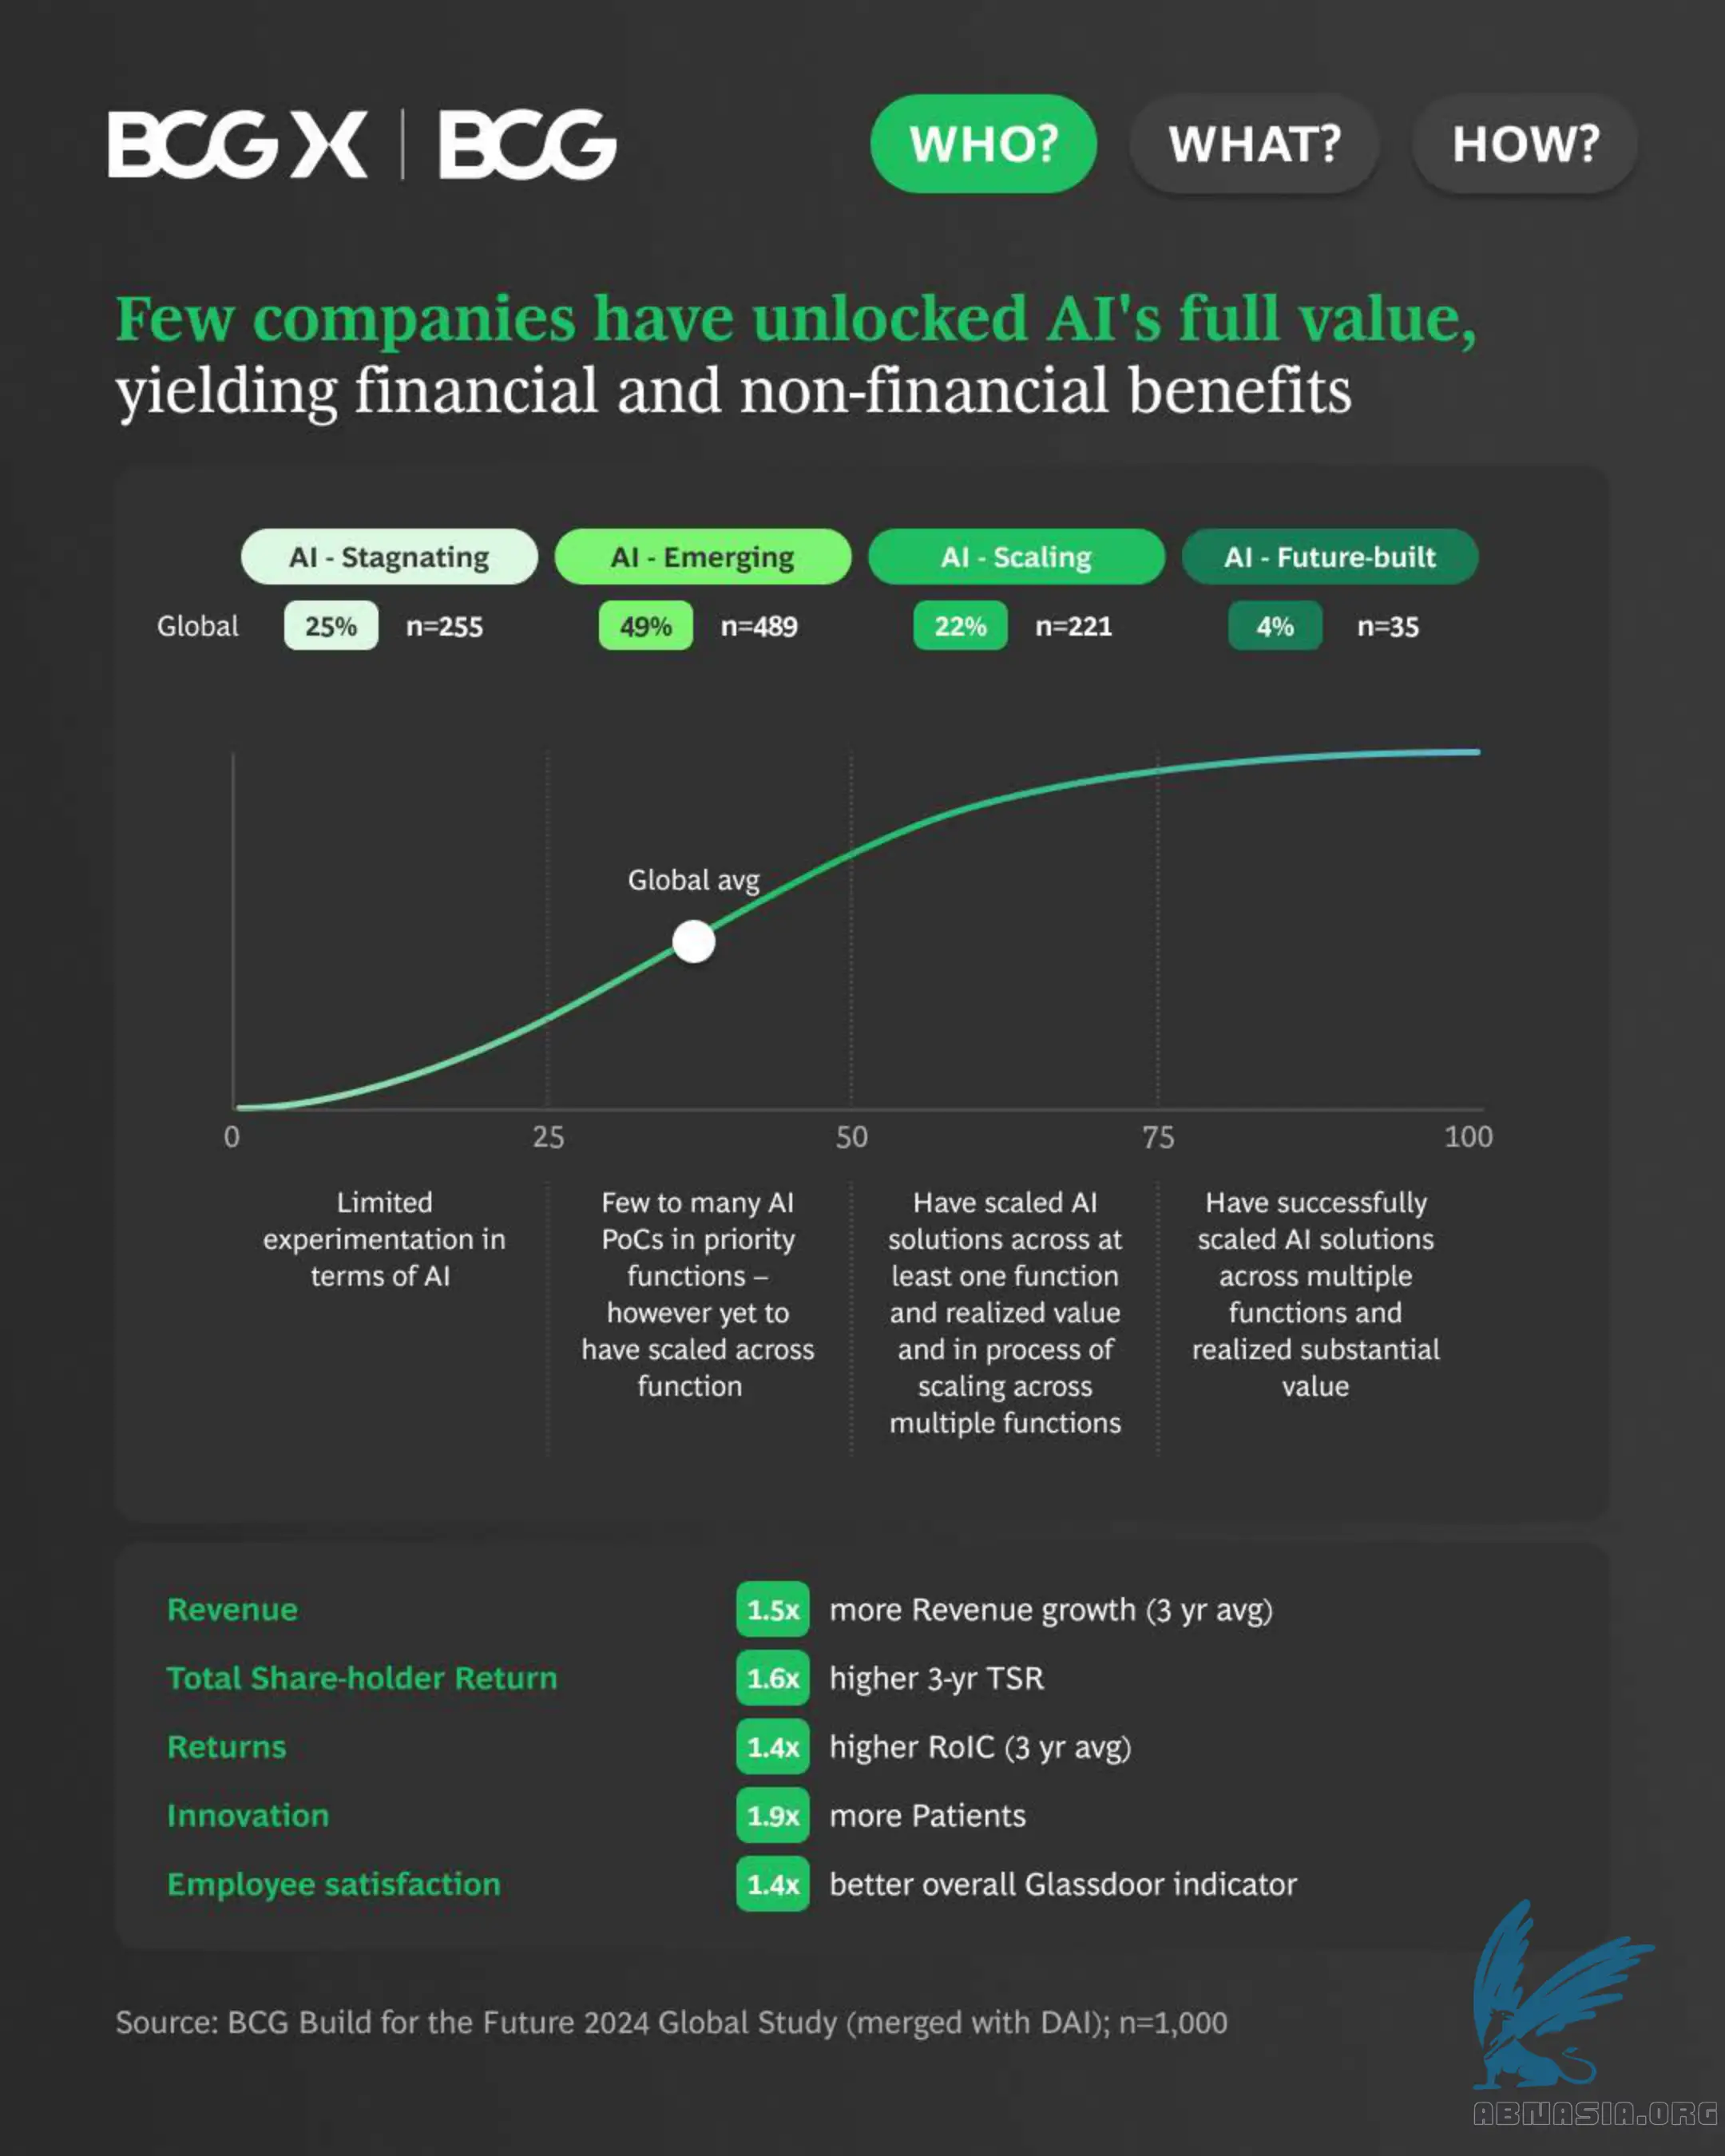 BCG X | BCG
WHO? WHAT? HOW?
Few companies have unlocked AI's full value,
yielding financial and non-financial benefits
AI - Stagnating AI - Emerging AI - Scaling AI - Future-built
Global 25% n=255 49% n=489 22% n=221 4% n=35
Global avg
0 25 50 75 100
Limited
experimentation in
terms of AI
Few to many AI
PoCs in priority
functions –
however yet to
have scaled across
function
Have scaled AI
solutions across at
least one function
and realized value
and in process of
scaling across
multiple functions
Have successfully
scaled AI solutions
across multiple
functions and
realized substantial
value
Revenue 1.5x more Revenue growth (3 yr avg)
Total Share-holder Return 1.6x higher 3-yr TSR
Returns 1.4x higher RoIC (3 yr avg)
Innovation 1.9x more Patients
Employee satisfaction 1.4x better overall Glassdoor indicator
Source: BCG Build for the Future 2024 Global Study (merged with DAI); n=1,000
ABNASIA.ORG